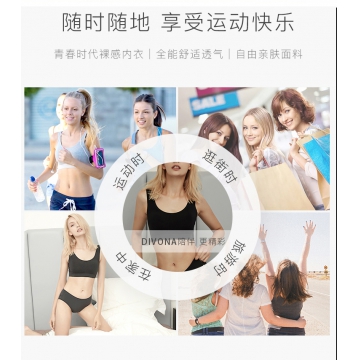 随时随地 享受运动快乐
青春时代裸感内衣｜全能舒适透气｜自由亲肤面料
SALE
运动时
逛街时
DIVONA陪伴 更精彩
在家中
旅游时